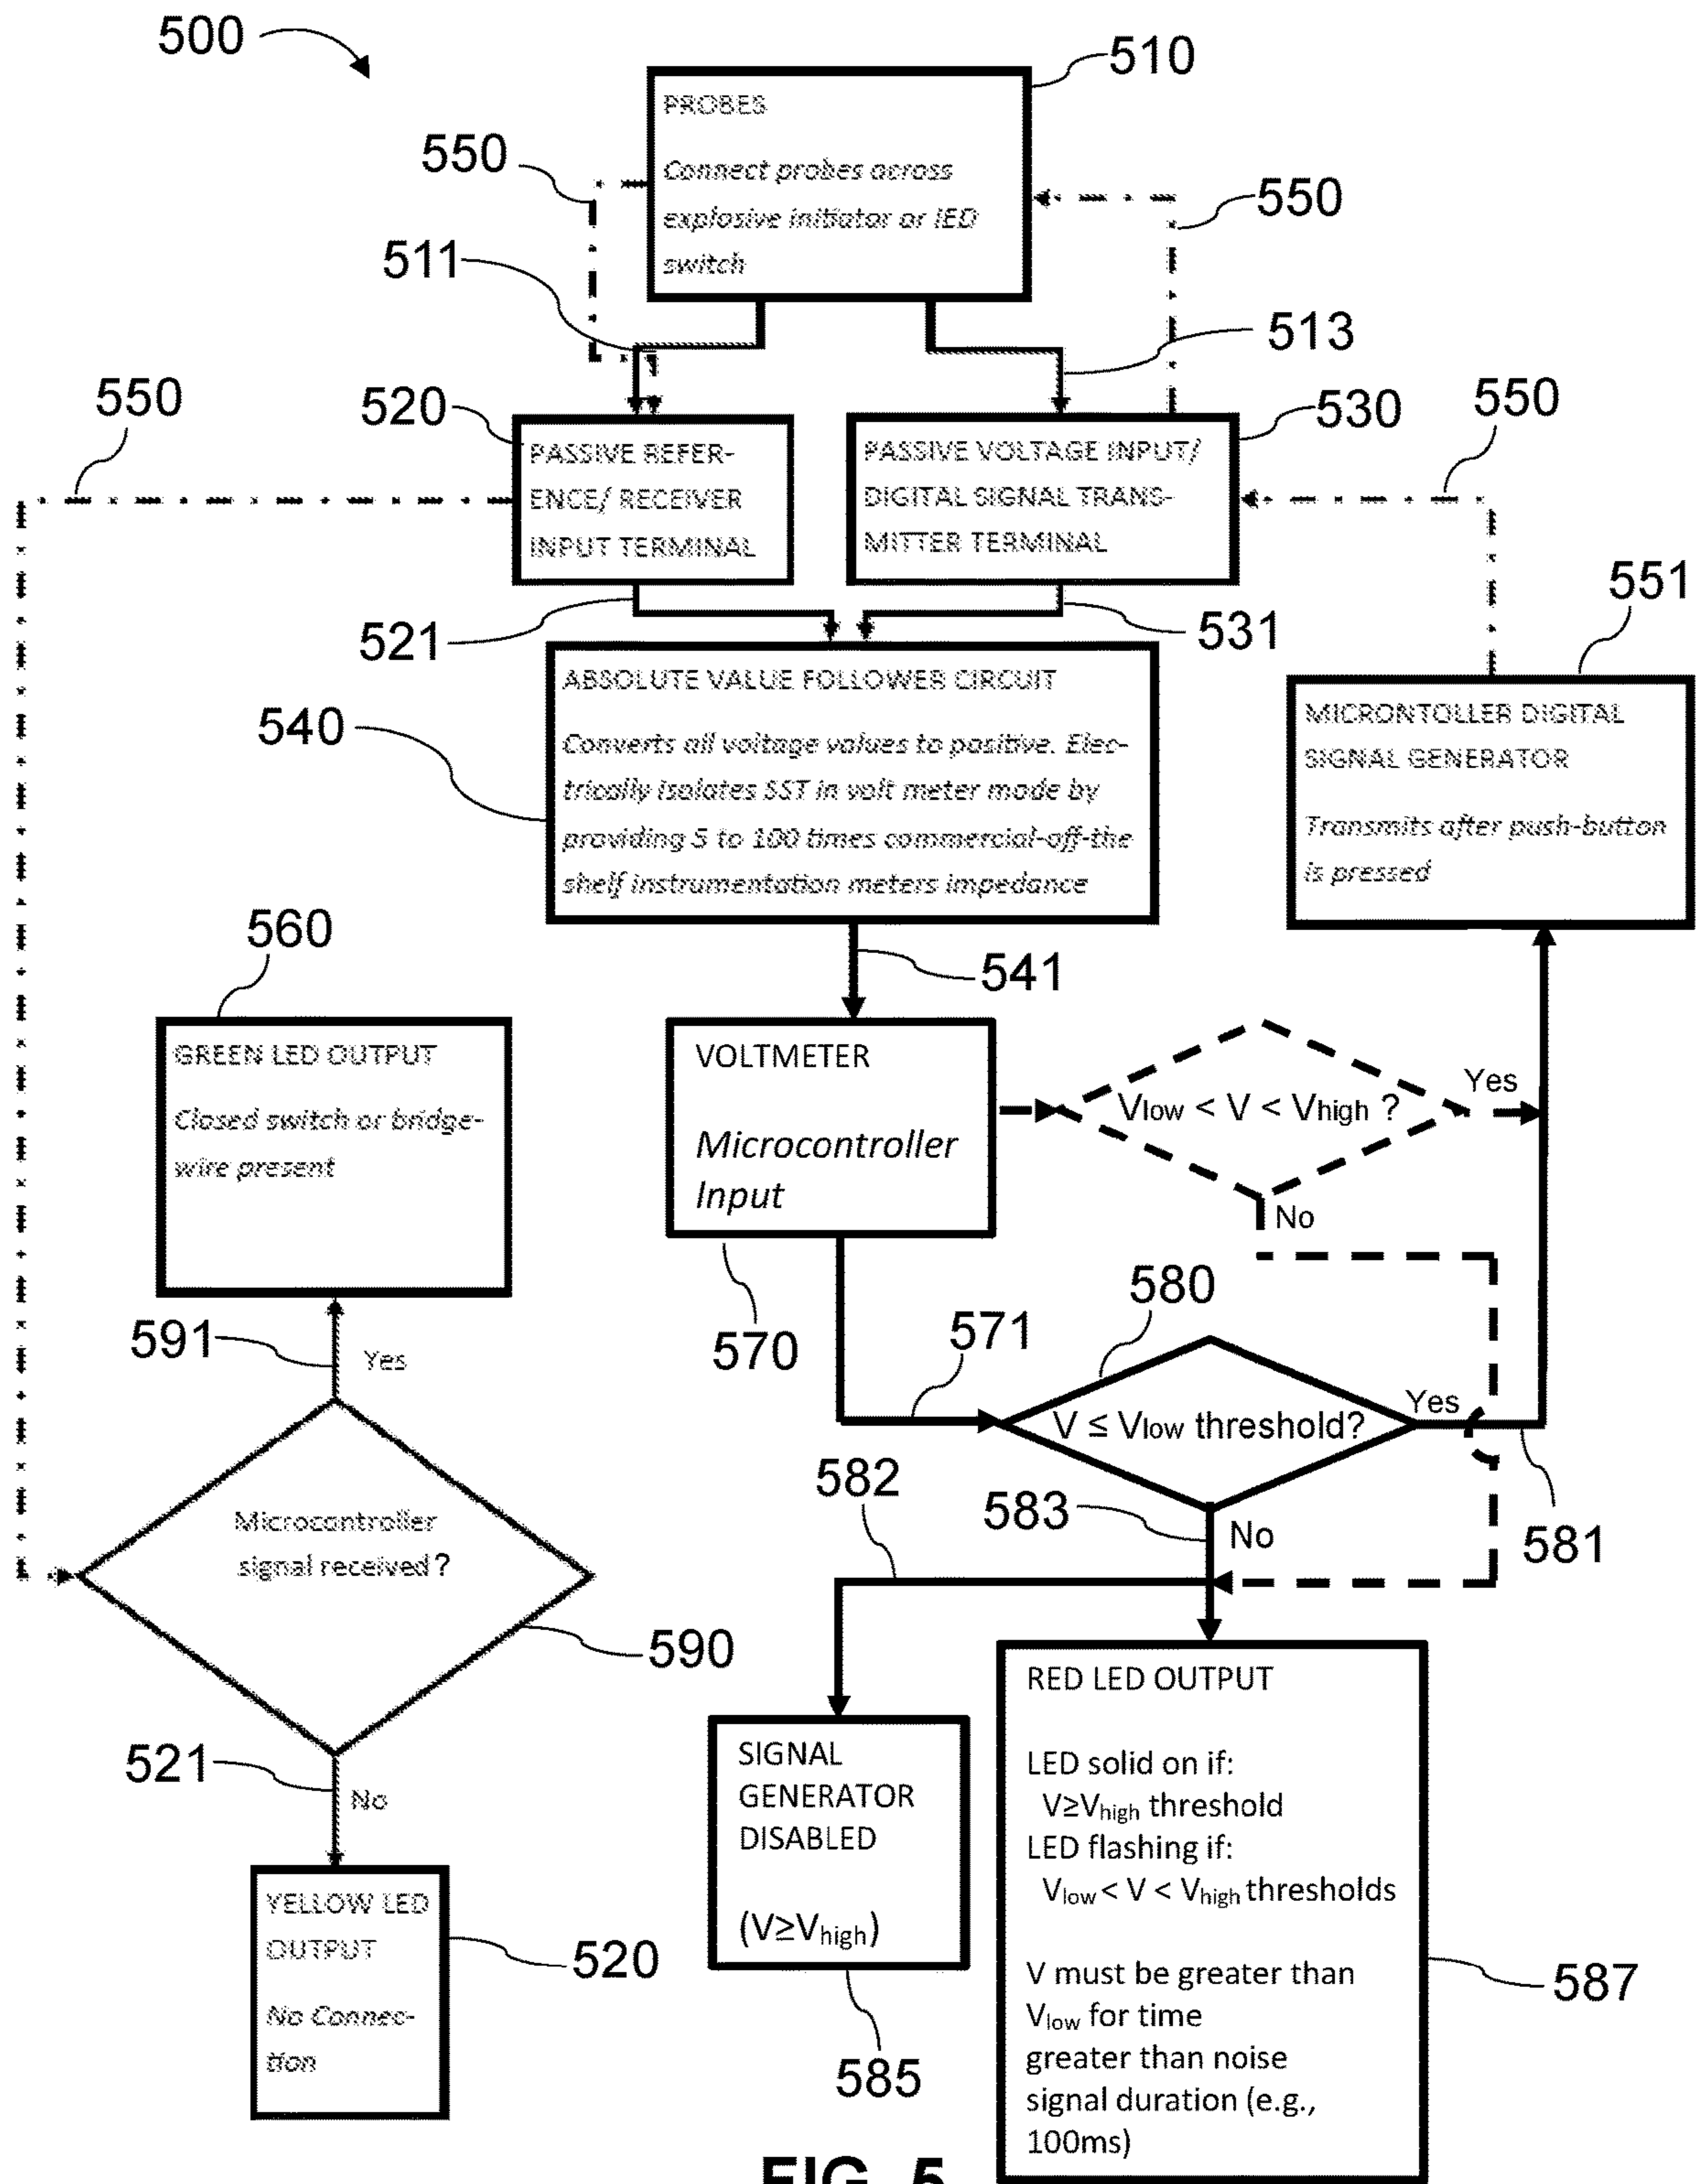 500
510
PROBES
Connect probes across
explosive initiator or IED
switch
550
550
511
513
550
520
530
550
PASSIVE REFER-
ENCE/ RECEIVER
INPUT TERMINAL
PASSIVE VOLTAGE INPUT/
DIGITAL SIGNAL TRANS-
MITTER TERMINAL
521
531
551
540
ABSOLUTE VALUE FOLLOWER CIRCUIT
Converts all voltage values to positive. Elec-
trically isolates SST in volt meter mode by
providing 5 to 100 times commercial-off-the
shelf instrumentation meters impedance
MICRONTOLLER DIGITAL
SIGNAL GENERATOR
Transmits after push-button
is pressed
541
560
GREEN LED OUTPUT
Closed switch or bridge-
wire present
VOLTMETER
Microcontroller
Input
Vlow < V < Vhigh ?
Yes
No
570
571
580
V ≤ Vlow threshold?
Yes
581
582
583
No
591
Yes
Microcontroller
signal received?
590
521
No
YELLOW LED
OUTPUT
No Connec-
tion
520
SIGNAL
GENERATOR
DISABLED
(V≥Vhigh)
585
RED LED OUTPUT
LED solid on if:
V≥Vhigh threshold
LED flashing if:
Vlow < V < Vhigh thresholds
V must be greater than
Vlow for time
greater than noise
signal duration (e.g.,
100ms)
587
FIG. 5